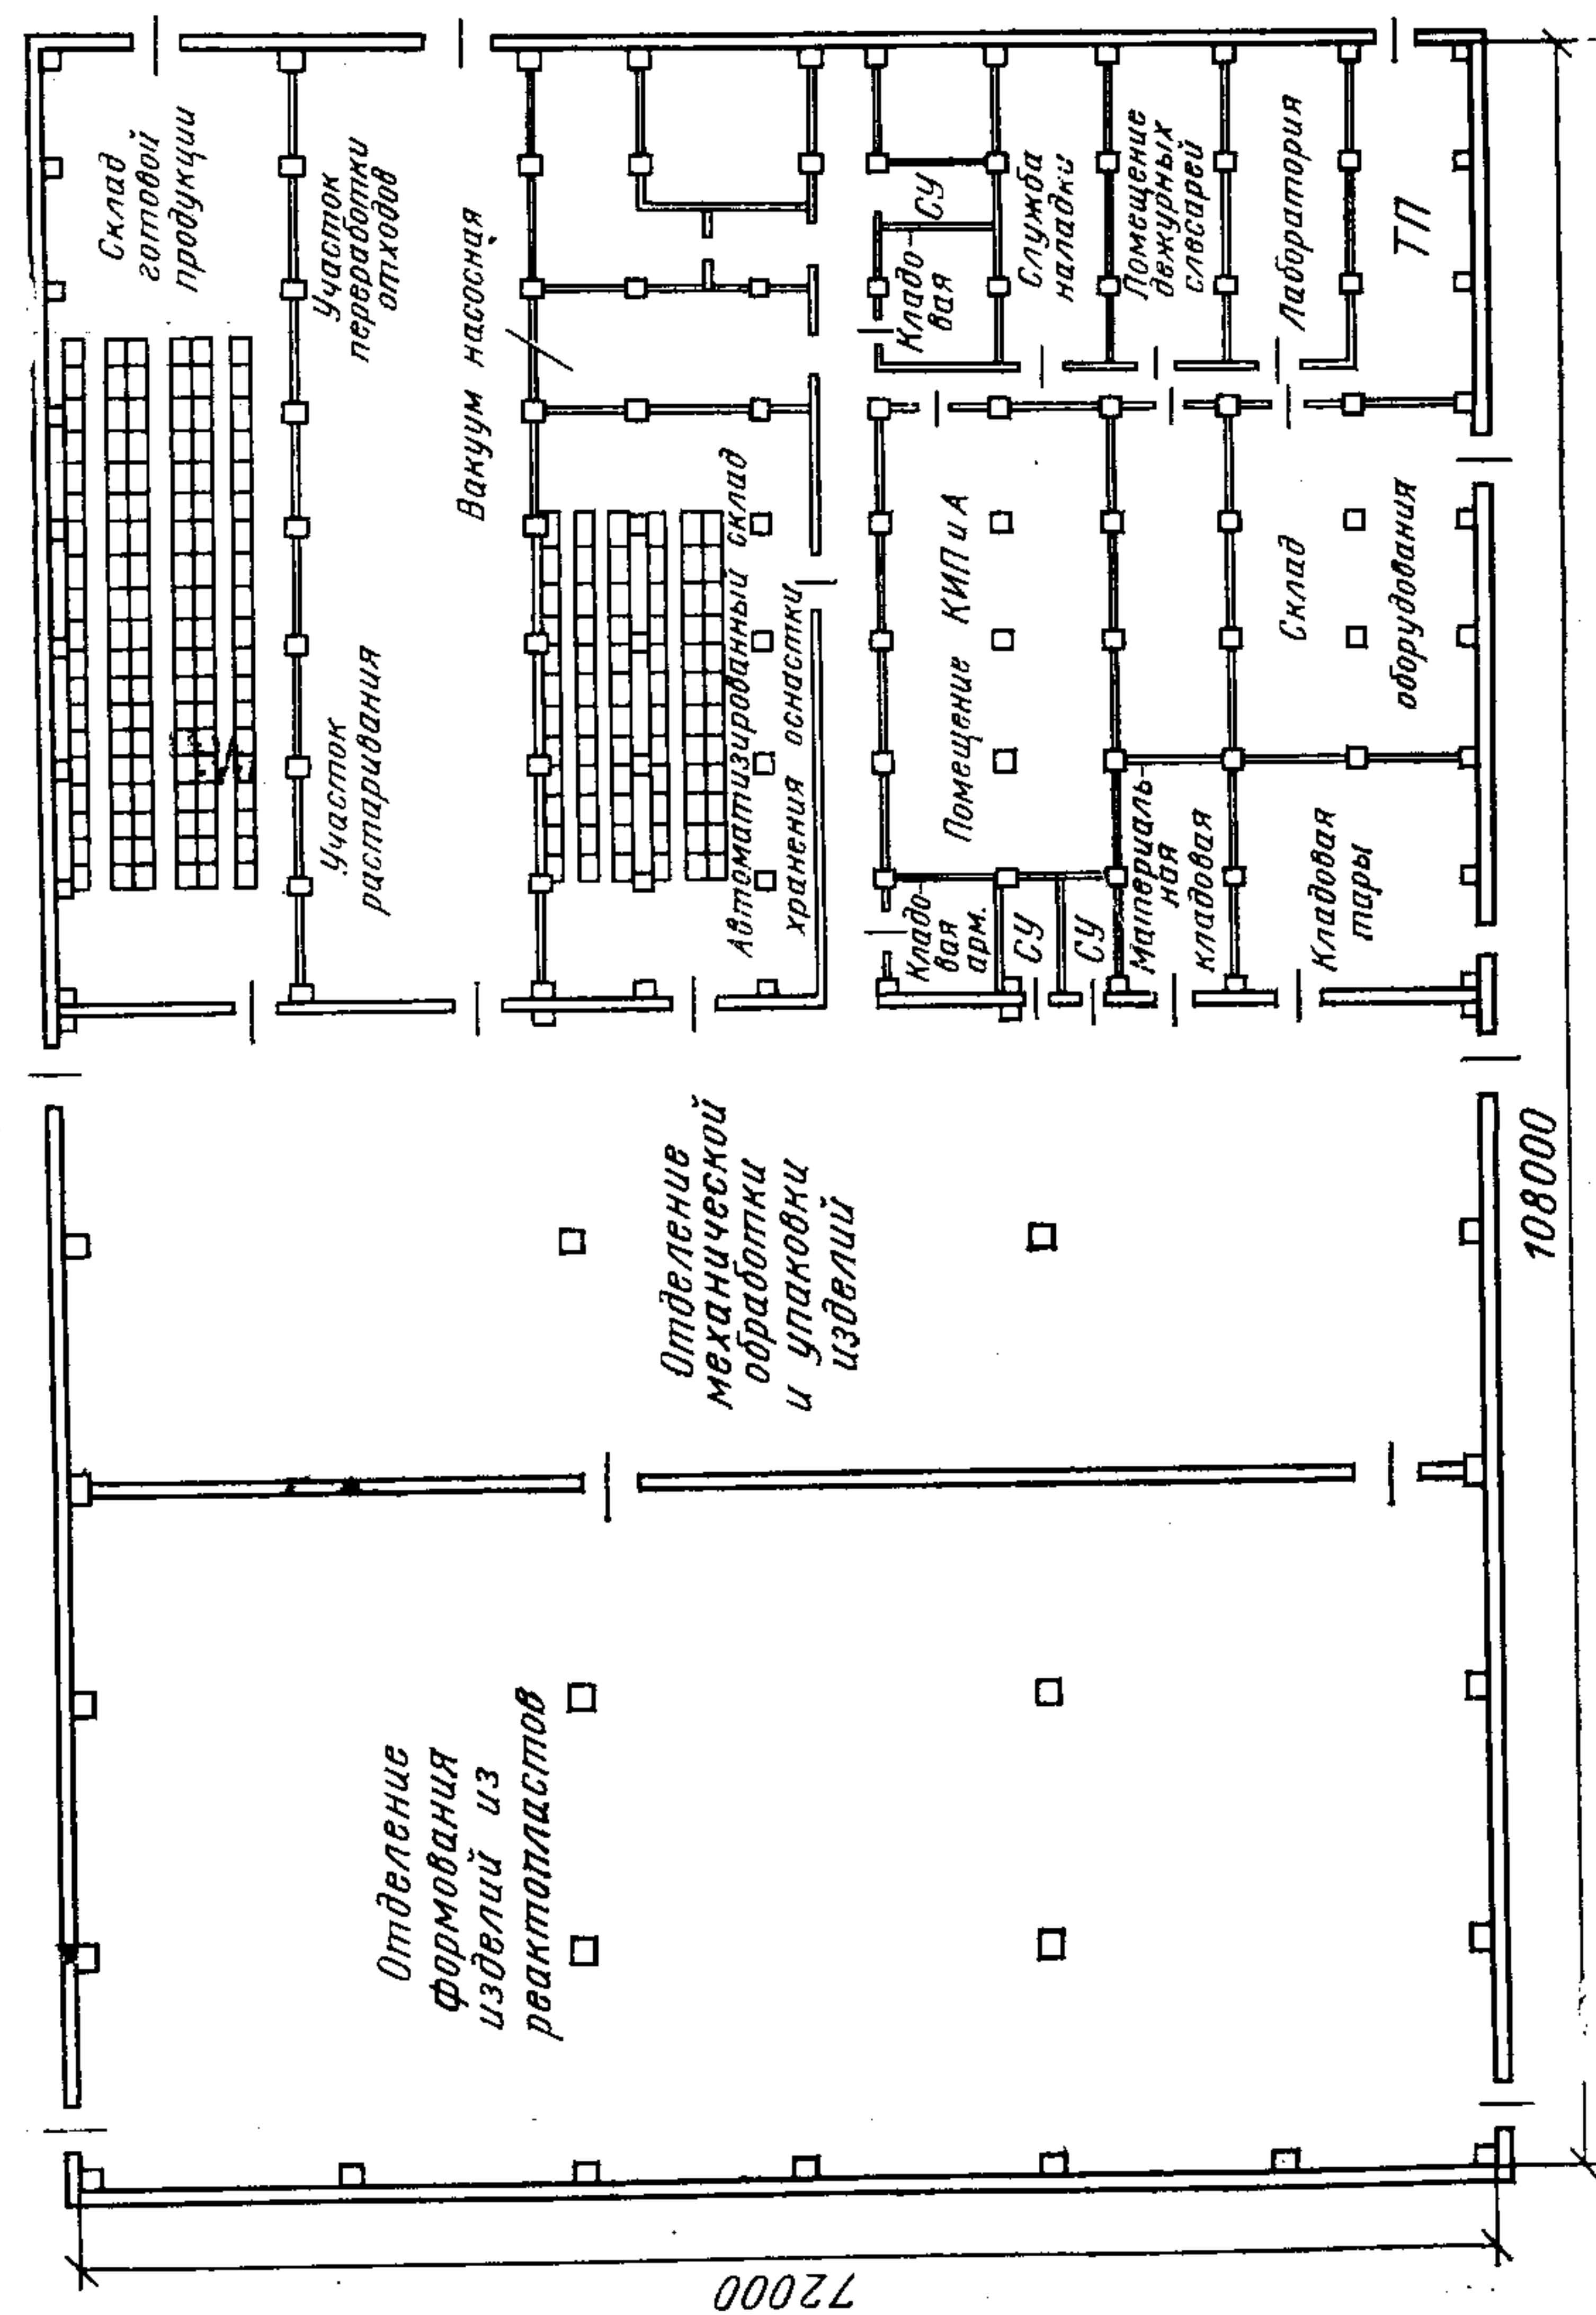 Склад
готовой
продукции
Участок
переработки
отходов
Участок
растаривания
Вакуум насосная
Автоматизированный склад
хранения оснастки
СУ
Кладо-
вая
Служба
наладки
Помещение
дежурных
слесарей
Лаборатория
ТП
Помещение КИП и А
Склад
оборудования
Кладо-
вая
арм.
СУ
СУ
Материаль-
ная
кладовая
Кладовая
тары
Отделение
механической
обработки
и упаковки
изделий
Отделение
формования
изделий из
реактопластов
108000
72000